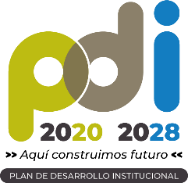 pdi
2020 2028
›› Aquí construimos futuro ‹‹
PLAN DE DESARROLLO INSTITUCIONAL